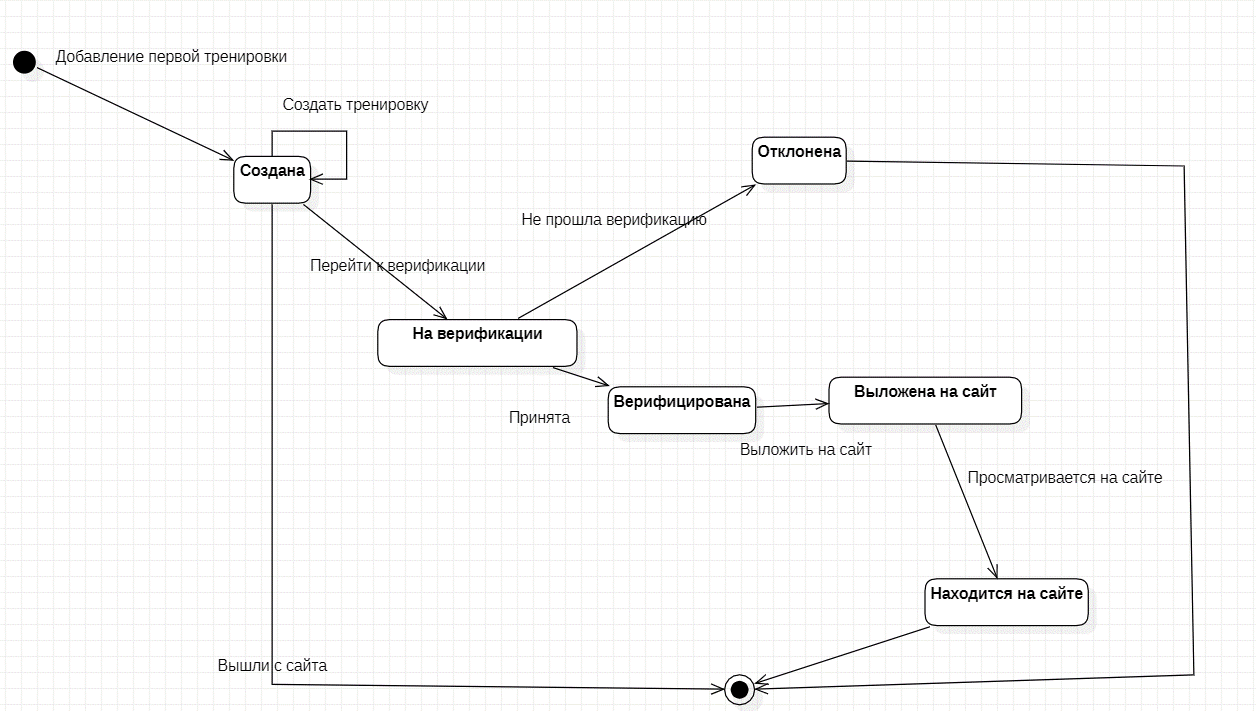 Добавление первой тренировки
Создать тренировку
Создана
Отклонена
Не прошла верификацию
Перейти к верификации
На верификации
Принята
Верифицирована
Выложена на сайт
Выложить на сайт
Просматривается на сайте
Находится на сайте
Вышли с сайта